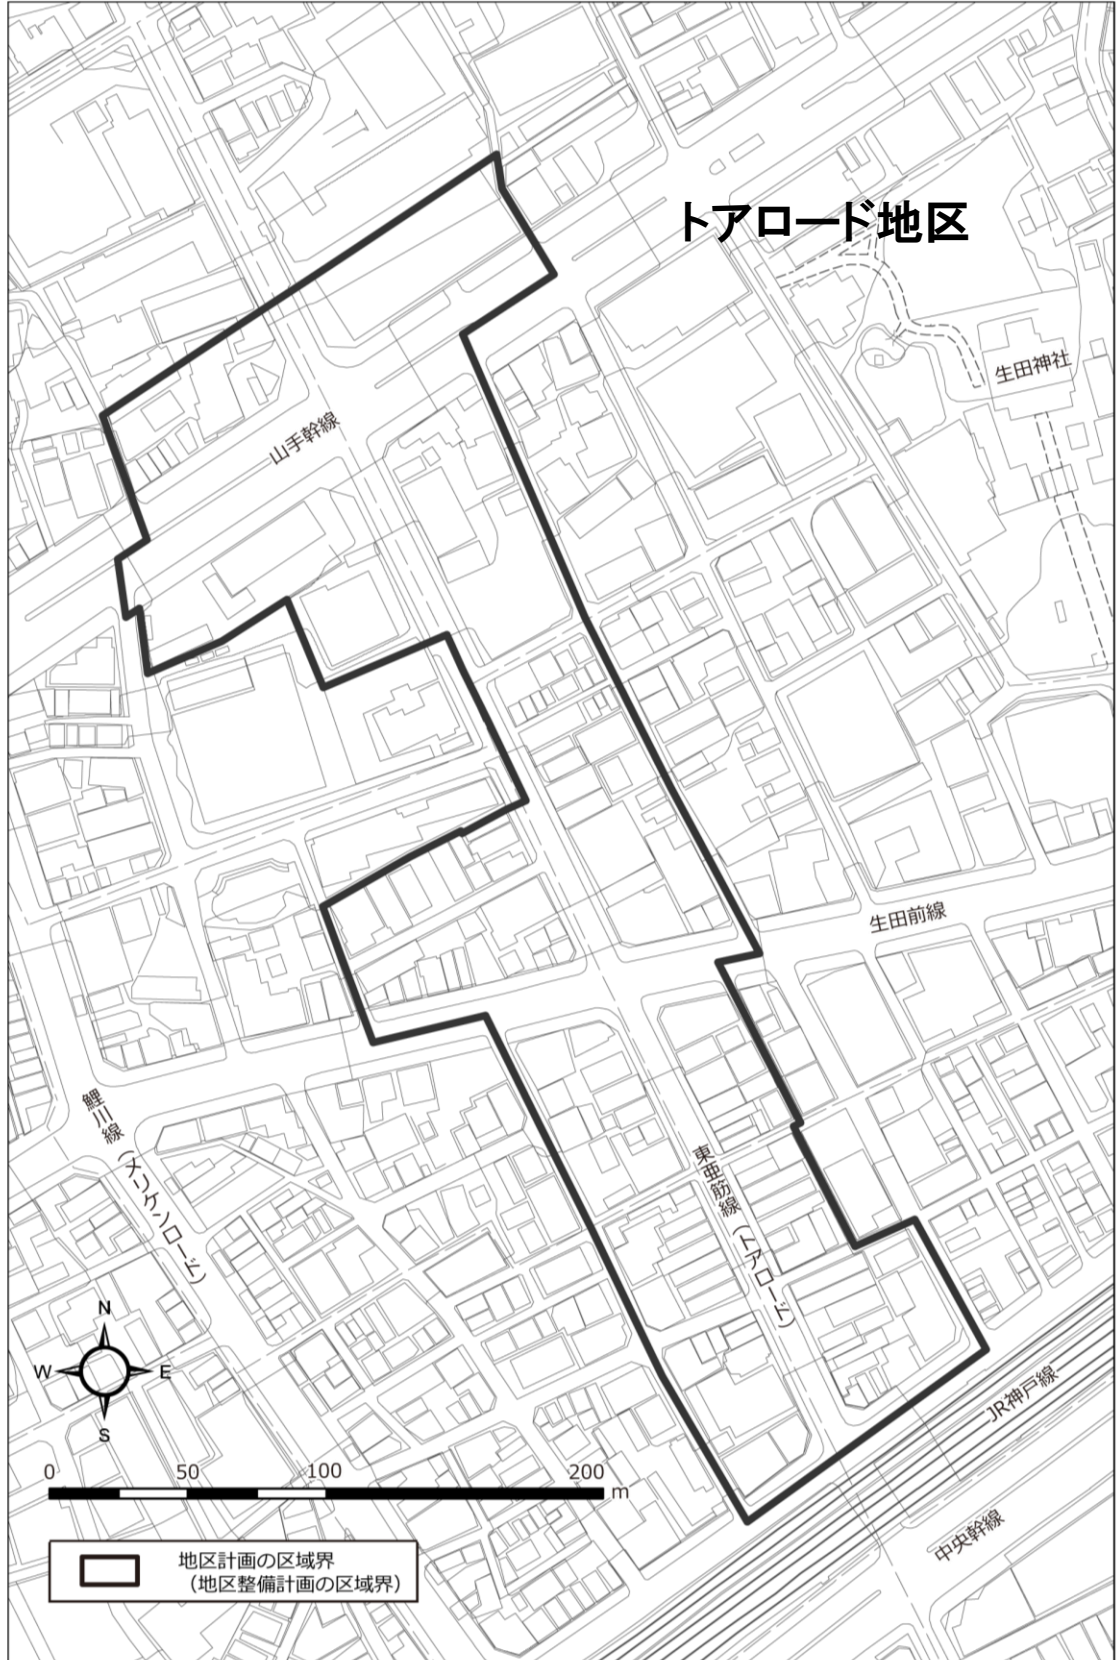 トアロード地区
生田神社
山手幹線
生田前線
鯉川線（メリケンロード）
東亜筋線（トアロード）
N
W E
S
JR神戸線
0 50 100 200
m
中央幹線
地区計画の区域界
（地区整備計画の区域界）